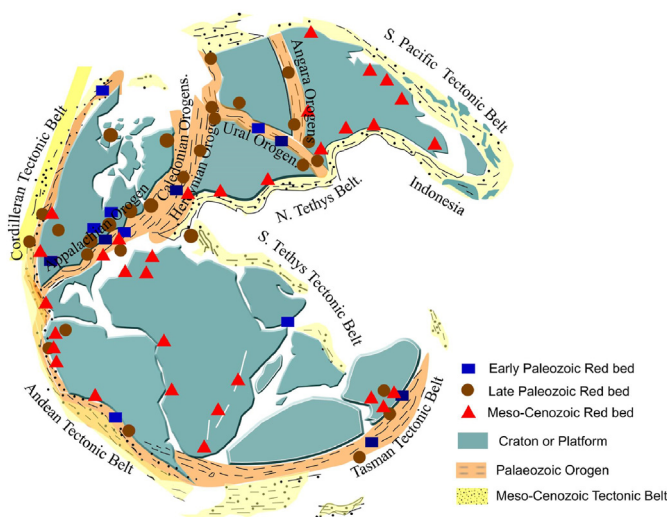 S. Pacific Tectonic Belt
Angara Orogens
Ural Orogen.
Caledonian Orogens.
Hercynian Orog
Cordilleran Tectonic Belt
Appalachian Orogen
N. Tethys Belt.
Indonesia
S. Tethys Tectonic Belt
Andean Tectonic Belt
Tasman Tectonic Belt
Early Paleozoic Red bed
Late Paleozoic Red bed
Meso-Cenozoic Red bed
Craton or Platform
Palaeozoic Orogen
Meso-Cenozoic Tectonic Belt